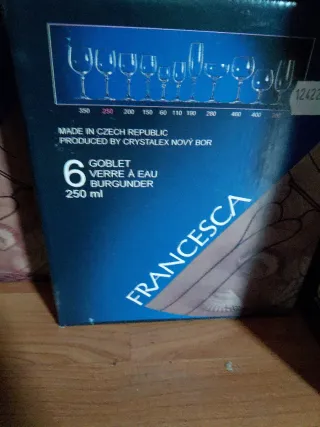 350 250 200 150 60 110 100 280 400 400
12422
MADE IN CZECH REPUBLIC
PRODUCED BY CRYSTALEX NOVÝ BOR
6 GOBLET
VERRE À EAU
BURGUNDER
250 ml
FRANCESCA